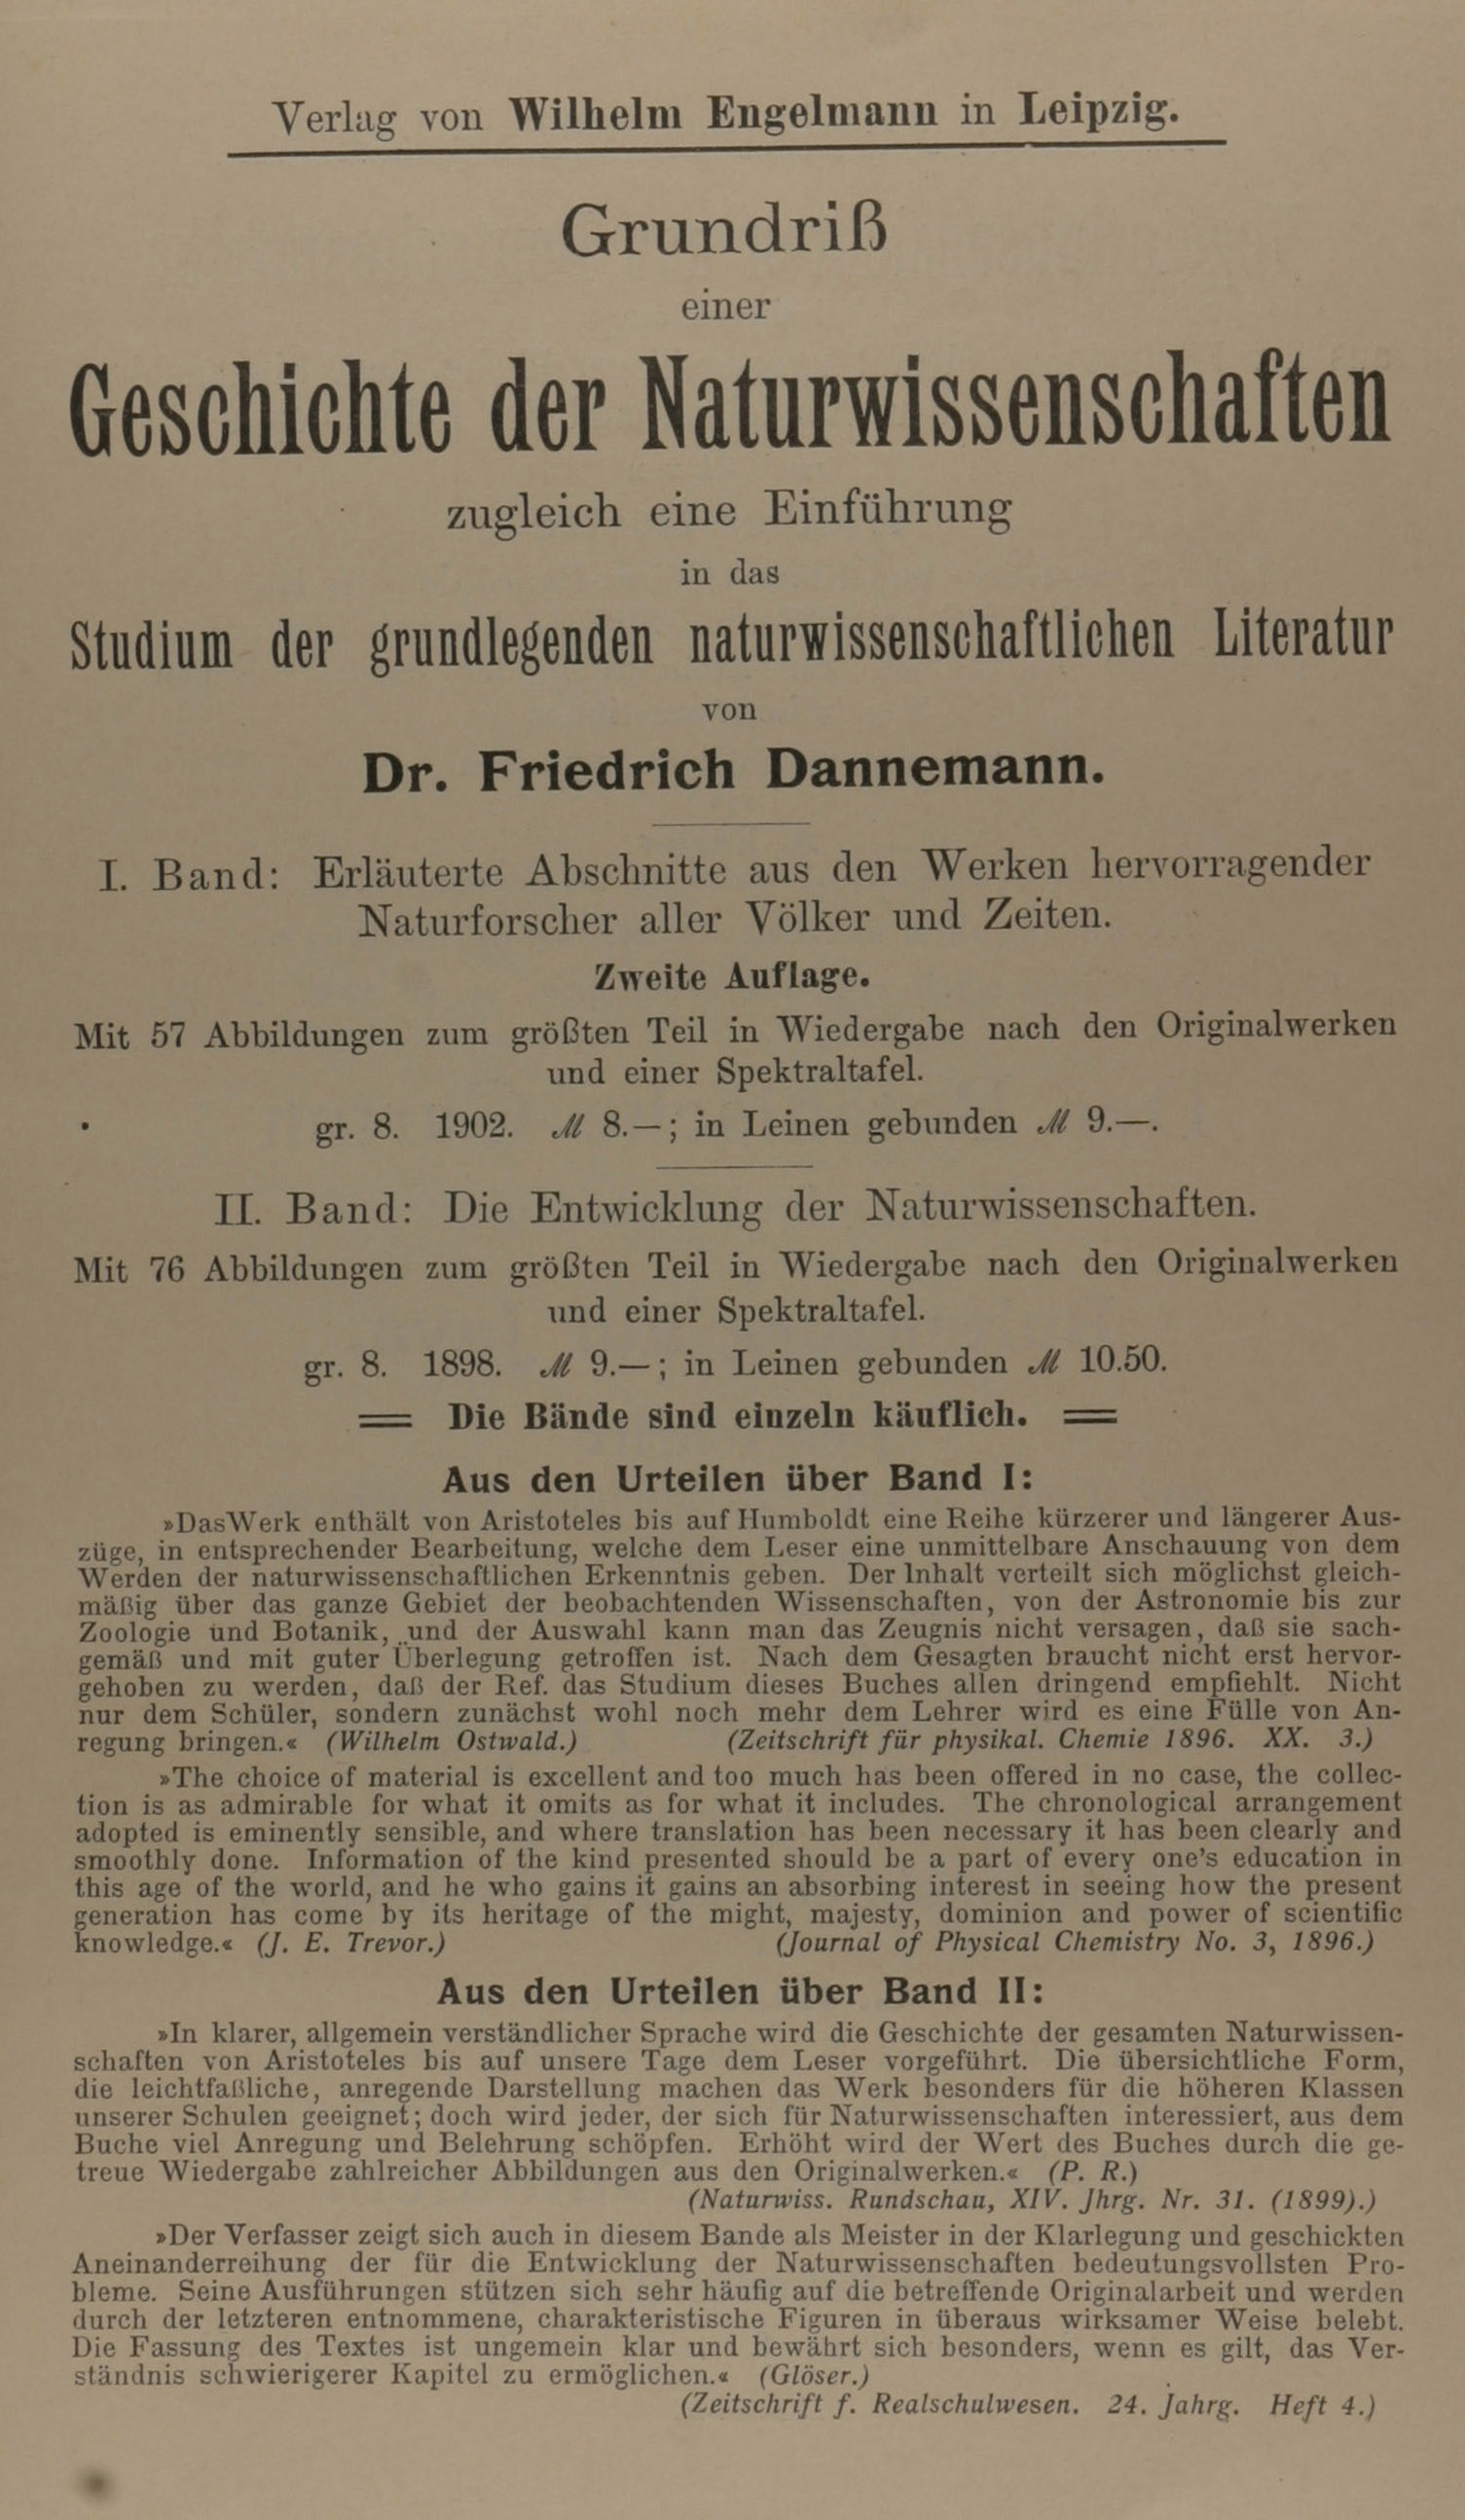 Verlag von Wilhelm Engelmann in Leipzig.
Grundriß
einer
Geschichte der Naturwissenschaften
zugleich eine Einführung
in das
Studium der grundlegenden naturwissenschaftlichen Literatur
von
Dr. Friedrich Dannemann.
I. Band: Erläuterte Abschnitte aus den Werken hervorragender
Naturforscher aller Völker und Zeiten.
Zweite Auflage.
Mit 57 Abbildungen zum größten Teil in Wiedergabe nach den Originalwerken
und einer Spektraltafel.
gr. 8. 1902. ℳ 8.—; in Leinen gebunden ℳ 9.—.
II. Band: Die Entwicklung der Naturwissenschaften.
Mit 76 Abbildungen zum größten Teil in Wiedergabe nach den Originalwerken
und einer Spektraltafel.
gr. 8. 1898. ℳ 9.—; in Leinen gebunden ℳ 10.50.
= Die Bände sind einzeln käuflich. =
Aus den Urteilen über Band I:
»DasWerk enthält von Aristoteles bis auf Humboldt eine Reihe kürzerer und längerer Aus-
züge, in entsprechender Bearbeitung, welche dem Leser eine unmittelbare Anschauung von dem
Werden der naturwissenschaftlichen Erkenntnis geben. Der Inhalt verteilt sich möglichst gleich-
mäßig über das ganze Gebiet der beobachtenden Wissenschaften, von der Astronomie bis zur
Zoologie und Botanik, und der Auswahl kann man das Zeugnis nicht versagen, daß sie sach-
gemäß und mit guter Überlegung getroffen ist. Nach dem Gesagten braucht nicht erst hervor-
gehoben zu werden, daß der Ref. das Studium dieses Buches allen dringend empfiehlt. Nicht
nur dem Schüler, sondern zunächst wohl noch mehr dem Lehrer wird es eine Fülle von An-
regung bringen.« (Wilhelm Ostwald.) (Zeitschrift für physikal. Chemie 1896. XX. 3.)
»The choice of material is excellent and too much has been offered in no case, the collec-
tion is as admirable for what it omits as for what it includes. The chronological arrangement
adopted is eminently sensible, and where translation has been necessary it has been clearly and
smoothly done. Information of the kind presented should be a part of every one's education in
this age of the world, and he who gains it gains an absorbing interest in seeing how the present
generation has come by its heritage of the might, majesty, dominion and power of scientific
knowledge.« (J. E. Trevor.) (Journal of Physical Chemistry No. 3, 1896.)
Aus den Urteilen über Band II:
»In klarer, allgemein verständlicher Sprache wird die Geschichte der gesamten Naturwissen-
schaften von Aristoteles bis auf unsere Tage dem Leser vorgeführt. Die übersichtliche Form,
die leichtfaßliche, anregende Darstellung machen das Werk besonders für die höheren Klassen
unserer Schulen geeignet; doch wird jeder, der sich für Naturwissenschaften interessiert, aus dem
Buche viel Anregung und Belehrung schöpfen. Erhöht wird der Wert des Buches durch die ge-
treue Wiedergabe zahlreicher Abbildungen aus den Originalwerken.« (P. R.)
(Naturwiss. Rundschau, XIV. Jhrg. Nr. 31. (1899).)
»Der Verfasser zeigt sich auch in diesem Bande als Meister in der Klarlegung und geschickten
Aneinanderreihung der für die Entwicklung der Naturwissenschaften bedeutungsvollsten Pro-
bleme. Seine Ausführungen stützen sich sehr häufig auf die betreffende Originalarbeit und werden
durch der letzteren entnommene, charakteristische Figuren in überaus wirksamer Weise belebt.
Die Fassung des Textes ist ungemein klar und bewährt sich besonders, wenn es gilt, das Ver-
ständnis schwierigerer Kapitel zu ermöglichen.« (Glöser.)
(Zeitschrift f. Realschulwesen. 24. Jahrg. Heft 4.)